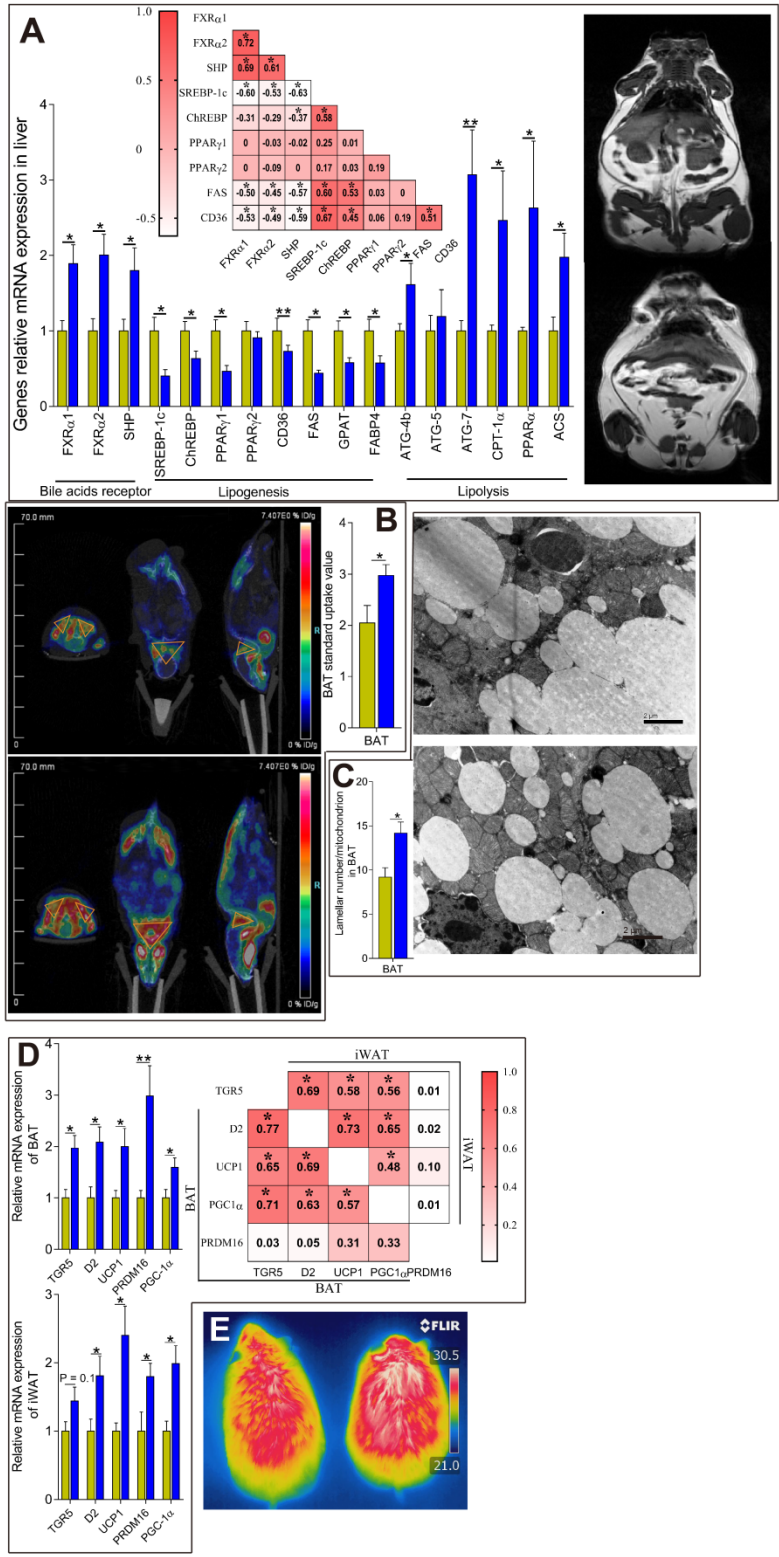 A
Genes relative mRNA expression in liver
4
3
2
1
0
1.0
0.5
0
-0.5
FXRα1
FXRα2
SHP
SREBP-1c
ChREBP
PPARγ1
PPARγ2
FAS
CD36
* 0.72
* 0.69 * 0.61
* -0.60 * -0.53 * -0.63
-0.31 -0.29 * -0.37 * 0.58
0 -0.03 -0.02 0.25 0.01
0 -0.09 0 0.17 0.03 0.19
* -0.50 * -0.45 * -0.57 * 0.60 * 0.53 0.03 0
* -0.53 * -0.49 * -0.59 * 0.67 * 0.45 0.06 0.19 * 0.51
FXRα1 FXRα2 SHP SREBP-1c ChREBP PPARγ1 PPARγ2 FAS CD36
* * * * * * ** * * * * ** * * *
FXRα1 FXRα2 SHP SREBP-1c ChREBP PPARγ1 PPARγ2 CD36 FAS GPAT FABP4 ATG-4b ATG-5 ATG-7 CPT-1α PPARα ACS
Bile acids receptor Lipogenesis Lipolysis
70.mm
7.407E0 % ID/g
R
0
0 % ID/g
B
BAT standard uptake value
4
3
2
1
0
*
BAT
2 μm
70.mm
7.407E0 % ID/g
R
0
0 % ID/g
C
Lamellar number/mitochondrion
in BAT
20
15
10
5
0
*
BAT
2 μm
D
Relative mRNA expression
of BAT
4
3
2
1
0
* * * ** *
TGR5 D2 UCP1 PRDM16 PGC-1α
iWAT
TGR5 * 0.69 * 0.58 * 0.56 0.01
D2 * 0.77 * 0.73 * 0.65 0.02
UCP1 * 0.65 * 0.69 * 0.48 0.10
PGC1α * 0.71 * 0.63 * 0.57 0.01
PRDM16 0.03 0.05 0.31 0.33
BAT
iWAT
TGR5 D2 UCP1 PGC1α PRDM16
BAT
1.0
0.8
0.6
0.4
0.2
Relative mRNA expression
of iWAT
3
2
1
0
P = 0.1 * * * *
TGR5 D2 UCP1 PRDM16 PGC-1α
E
FLIR
30.5
21.0